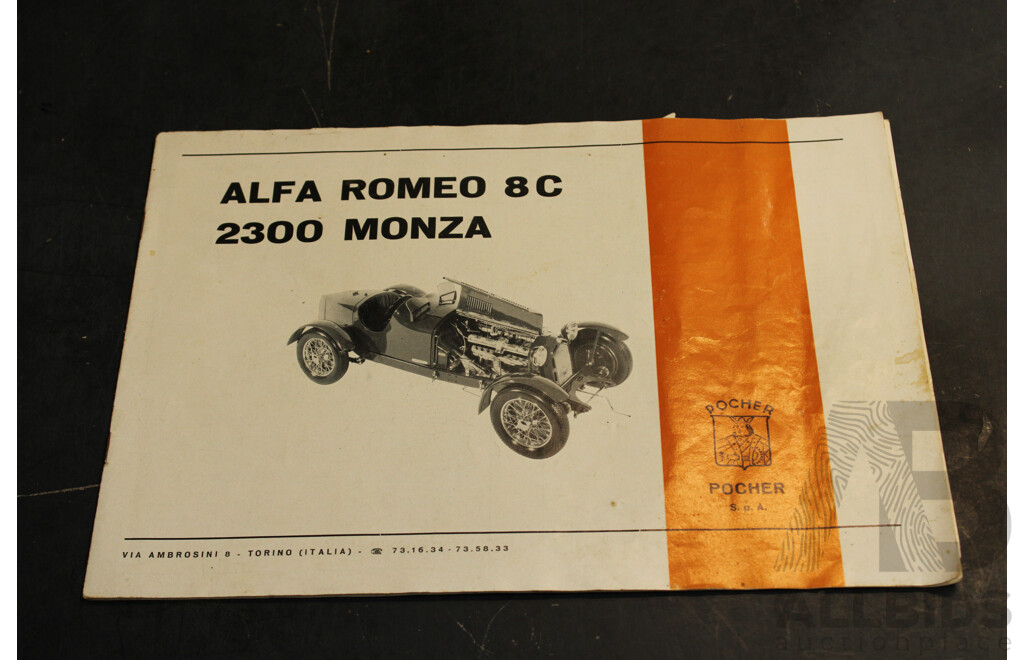 ALFA ROMEO 8C
2300 MONZA
POCHER
POCHER
S. p. A.
VIA AMBROSINI 8 - TORINO (ITALIA) - ☎ 73.16.34 - 73.58.33
ALLBIDS
auctionplace